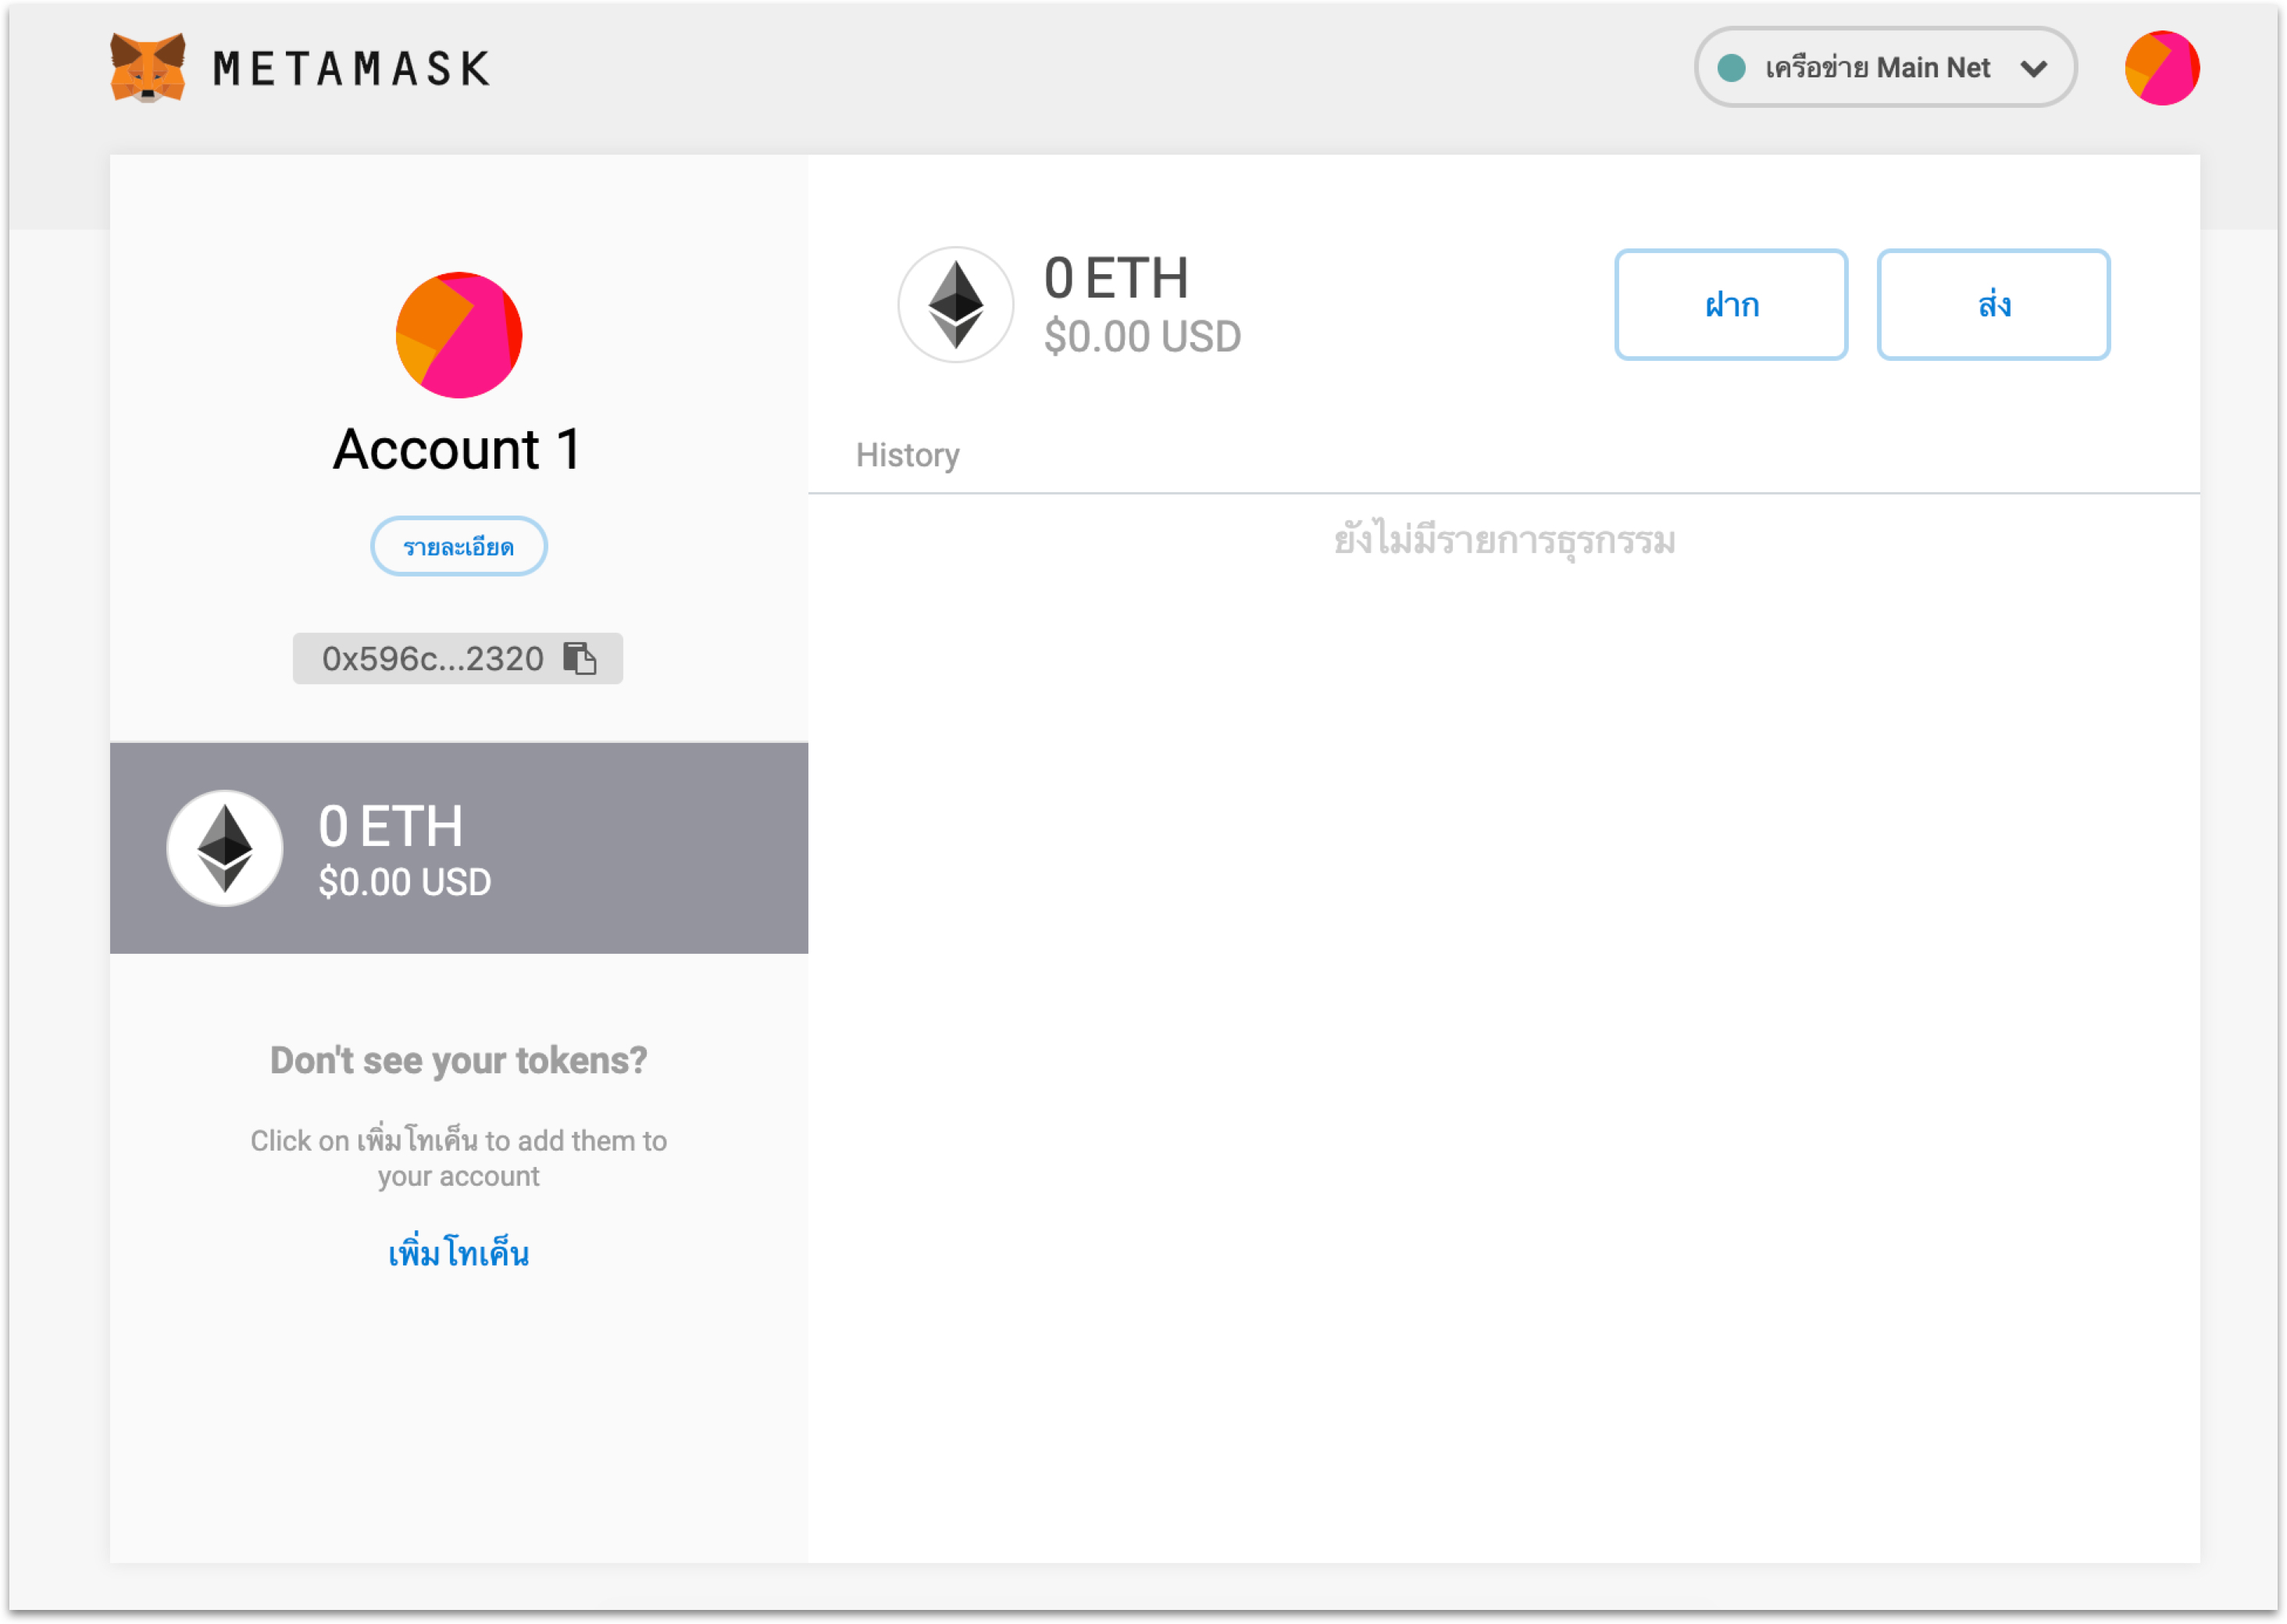 METAMASK
เครือข่าย Main Net
Account 1
รายละเอียด
0x596c...2320
0 ETH
$0.00 USD
Don't see your tokens?
Click on เพิ่มโทเค็น to add them to
your account
เพิ่มโทเค็น
0 ETH
$0.00 USD
ฝาก
ส่ง
History
ยังไม่มีรายการธุรกรรม